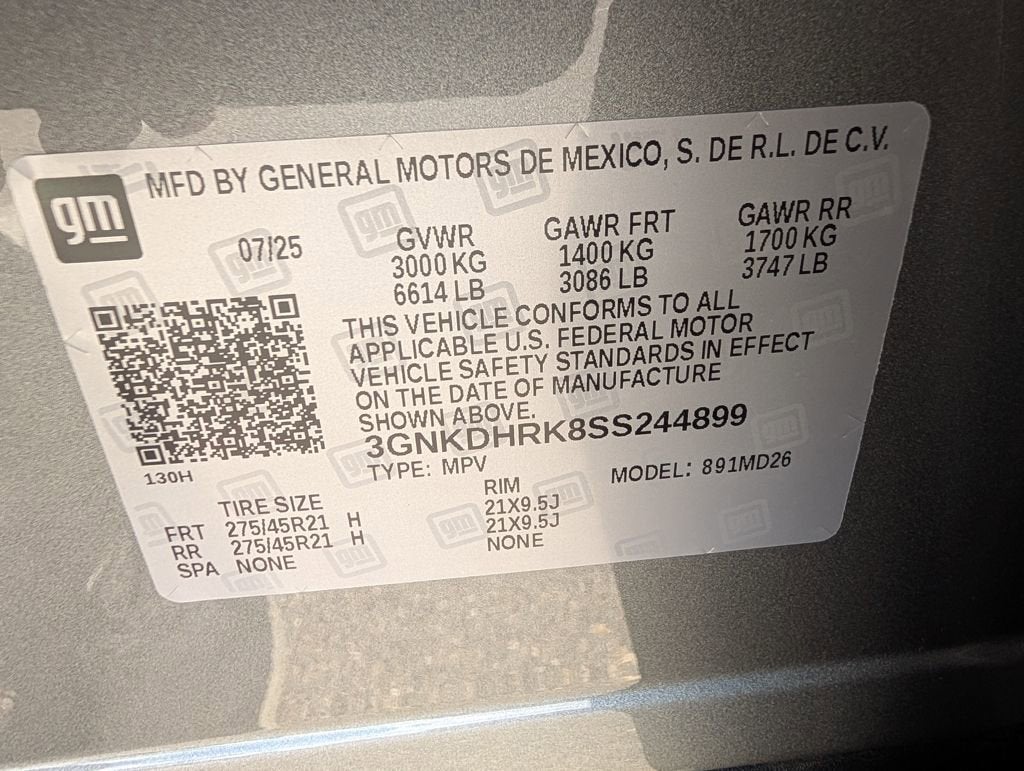 gm
MFD BY GENERAL MOTORS DE MEXICO, S. DE R.L. DE C.V.
07/25
GVWR
3000 KG
6614 LB
GAWR FRT
1400 KG
3086 LB
GAWR RR
1700 KG
3747 LB
THIS VEHICLE CONFORMS TO ALL
APPLICABLE U.S. FEDERAL MOTOR
VEHICLE SAFETY STANDARDS IN EFFECT
ON THE DATE OF MANUFACTURE
SHOWN ABOVE.
3GNKDHRK8SS244899
TYPE: MPV
MODEL: 891MD26
130H
TIRE SIZE
RIM
FRT 275/45R21 H 21X9.5J
RR 275/45R21 H 21X9.5J
SPA NONE NONE